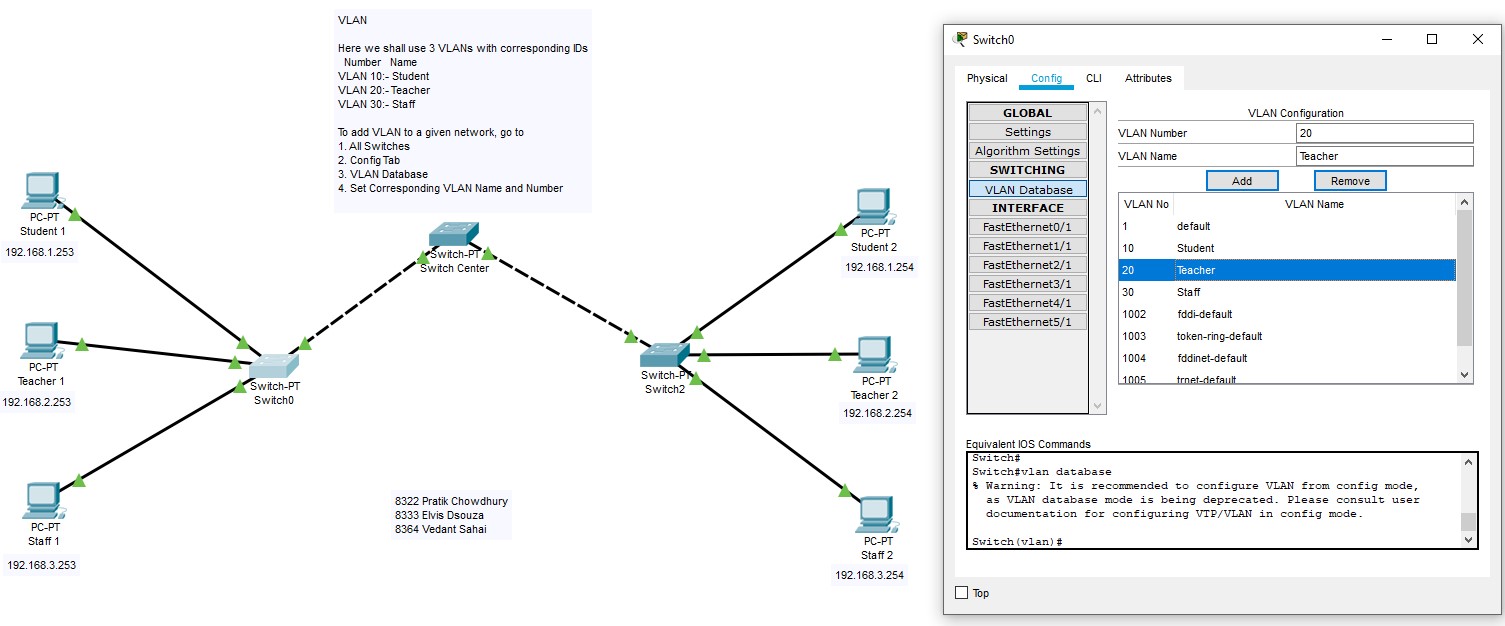 VLAN
Here we shall use 3 VLANs with corresponding IDs
Number Name
VLAN 10:- Student
VLAN 20:- Teacher
VLAN 30:- Staff
To add VLAN to a given network, go to
1. All Switches
2. Config Tab
3. VLAN Database
4. Set Corresponding VLAN Name and Number
PC-PT
Student 1
192.168.1.253
PC-PT
Teacher 1
192.168.2.253
PC-PT
Staff 1
192.168.3.253
Switch-PT
Switch0
Switch-PT
Switch Center
Switch-PT
Switch2
PC-PT
Student 2
192.168.1.254
PC-PT
Teacher 2
192.168.2.254
PC-PT
Staff 2
192.168.3.254
8322 Pratik Chowdhury
8333 Elvis Dsouza
8364 Vedant Sahai
Switch0
Physical Config CLI Attributes
GLOBAL
Settings
Algorithm Settings
SWITCHING
VLAN Database
INTERFACE
FastEthernet0/1
FastEthernet1/1
FastEthernet2/1
FastEthernet3/1
FastEthernet4/1
FastEthernet5/1
VLAN Configuration
VLAN Number 20
VLAN Name Teacher
Add Remove
VLAN No VLAN Name
1 default
10 Student
20 Teacher
30 Staff
1002 fddi-default
1003 token-ring-default
1004 fddinet-default
1005 trnet-default
Equivalent IOS Commands
Switch#
Switch#vlan database
% Warning: It is recommended to configure VLAN from config mode,
as VLAN database mode is being deprecated. Please consult user
documentation for configuring VTP/VLAN in config mode.
Switch(vlan)#
Top